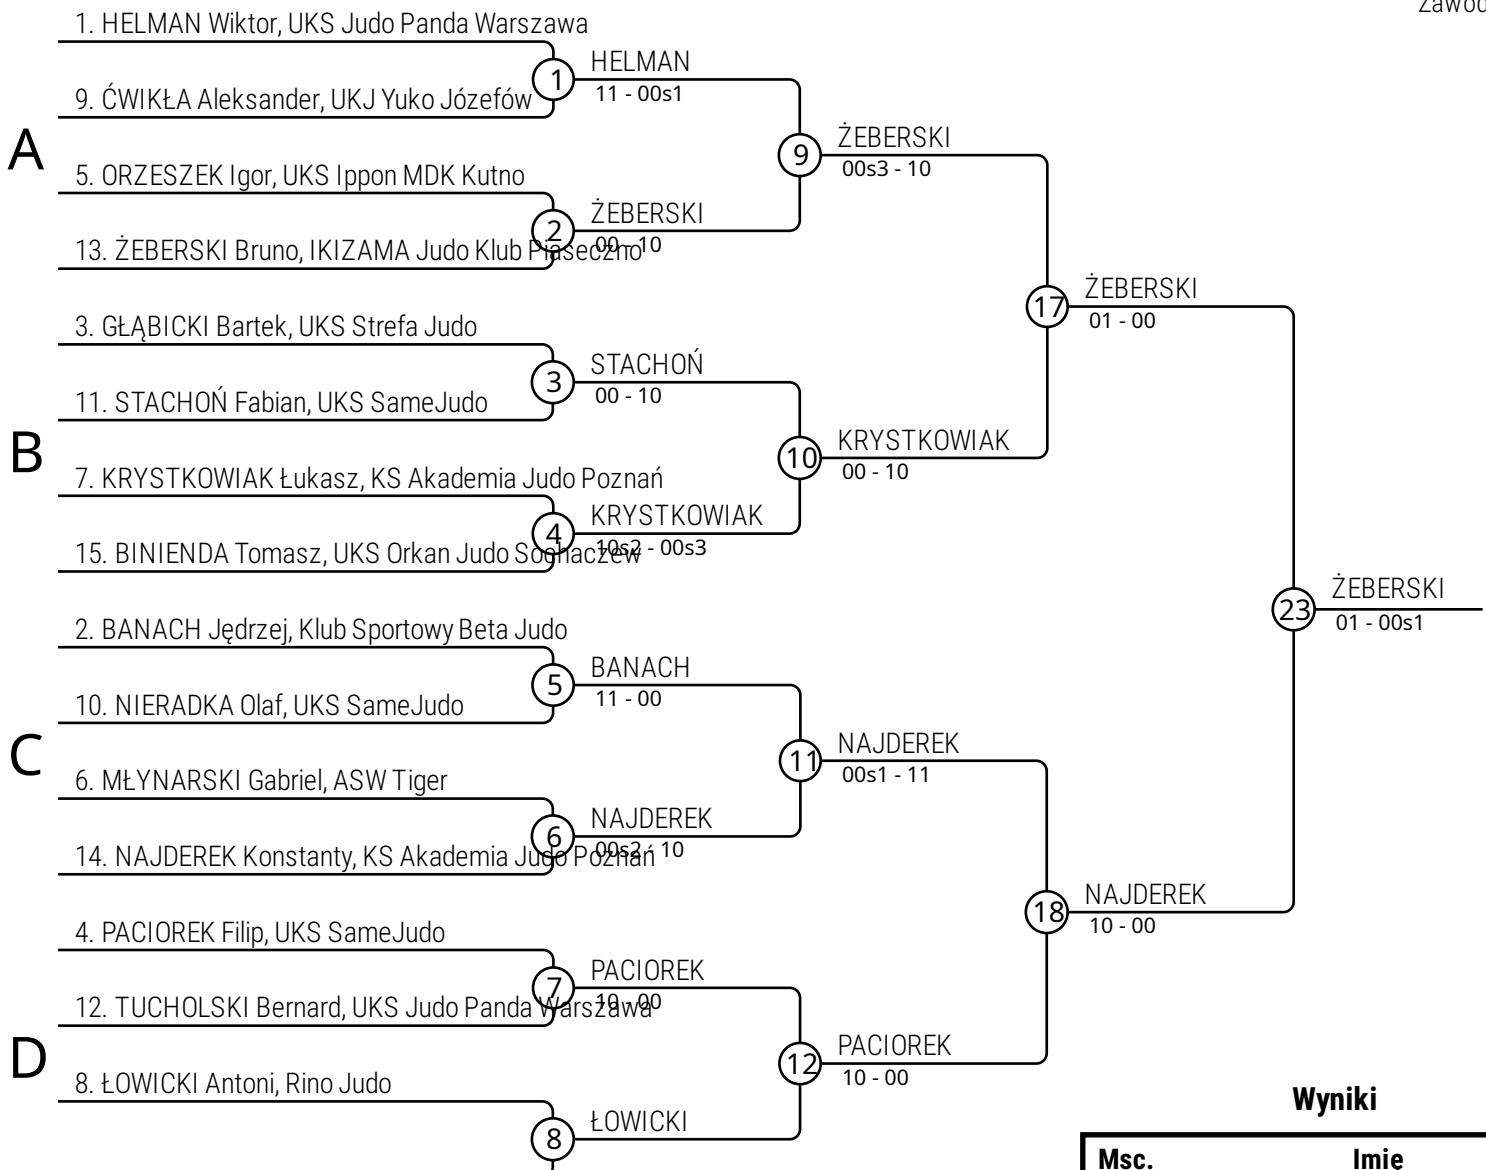 Zawod
1. HELMAN Wiktor, UKS Judo Panda Warszawa
1
HELMAN
11 - 00s1
9. ĆWIKŁA Aleksander, UKJ Yuko Józefów
A
9
ŻEBERSKI
00s3 - 10
5. ORZESZEK Igor, UKS Ippon MDK Kutno
2
ŻEBERSKI
00 - 10
13. ŻEBERSKI Bruno, IKIZAMA Judo Klub Piaseczno
17
ŻEBERSKI
01 - 00
3. GŁĄBICKI Bartek, UKS Strefa Judo
3
STACHOŃ
00 - 10
11. STACHOŃ Fabian, UKS SameJudo
B
10
KRYSTKOWIAK
00 - 10
7. KRYSTKOWIAK Łukasz, KS Akademia Judo Poznań
4
KRYSTKOWIAK
10s2 - 00s3
15. BINIENDA Tomasz, UKS Orkan Judo Sochaczew
23
ŻEBERSKI
01 - 00s1
2. BANACH Jędrzej, Klub Sportowy Beta Judo
5
BANACH
11 - 00
10. NIERADKA Olaf, UKS SameJudo
C
11
NAJDEREK
00s1 - 11
6. MŁYNARSKI Gabriel, ASW Tiger
6
NAJDEREK
00s2 - 10
14. NAJDEREK Konstanty, KS Akademia Judo Poznań
18
NAJDEREK
10 - 00
4. PACIOREK Filip, UKS SameJudo
7
PACIOREK
10 - 00
12. TUCHOLSKI Bernard, UKS Judo Panda Warszawa
D
12
PACIOREK
10 - 00
8. ŁOWICKI Antoni, Rino Judo
8
ŁOWICKI
Wyniki
Msc. Imię